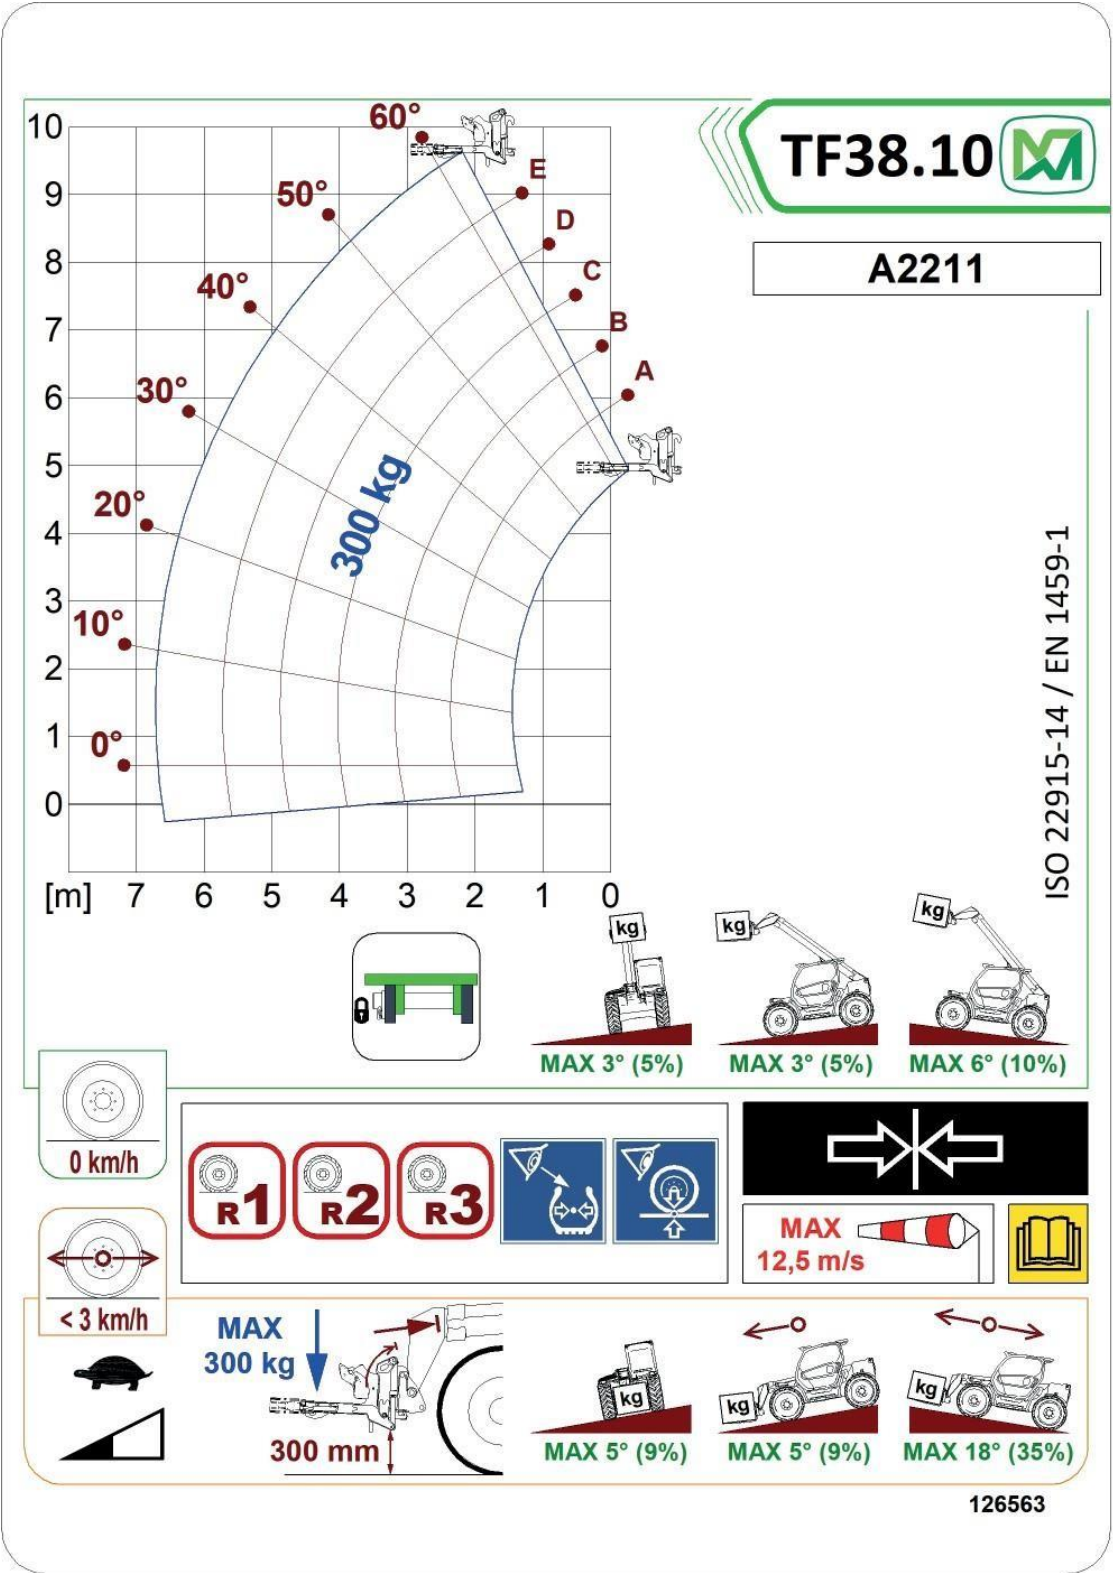 TF38.10
A2211
10
9
8
7
6
5
4
3
2
1
0
60°
50°
40°
30°
20°
10°
0°
E
D
C
B
A
300 kg
[m] 7 6 5 4 3 2 1 0
ISO 22915-14 / EN 1459-1
kg
kg
kg
MAX 3° (5%)
MAX 3° (5%)
MAX 6° (10%)
0 km/h
R1
R2
R3
MAX
12,5 m/s
< 3 km/h
MAX
300 kg
300 mm
kg
kg
kg
MAX 5° (9%)
MAX 5° (9%)
MAX 18° (35%)
126563